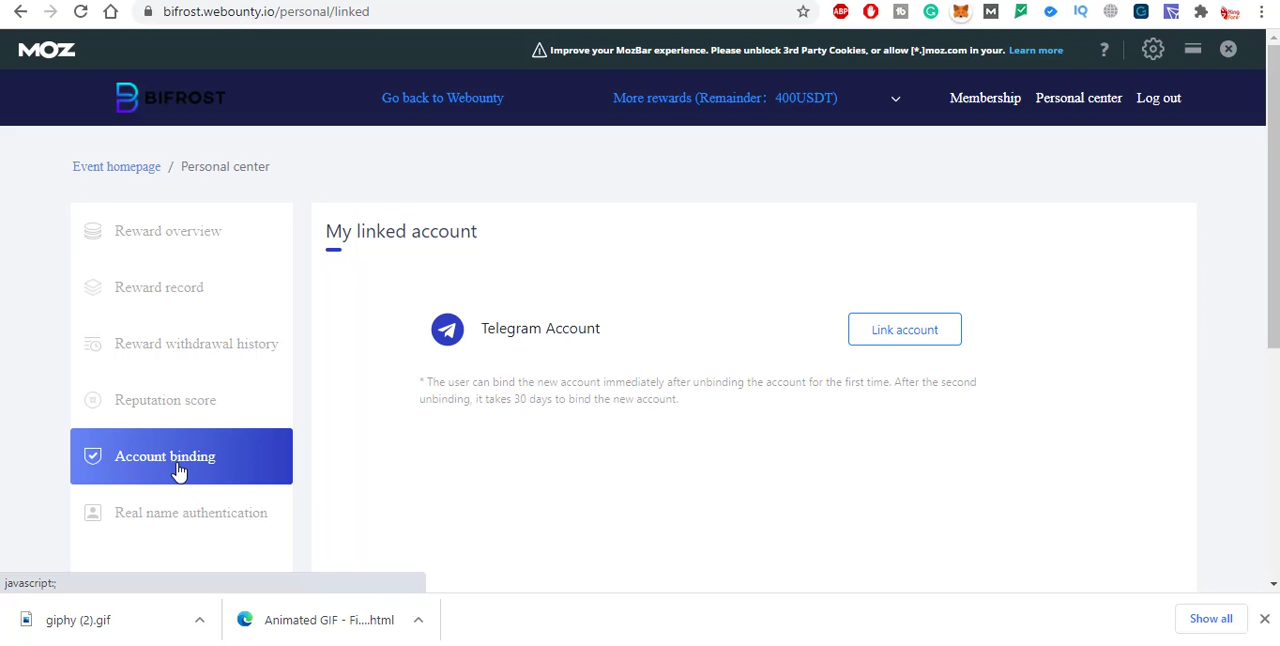 bifrost.webounty.io/personal/linked
MOZ
Improve your MozBar experience. Please unblock 3rd Party Cookies, or allow [*.]moz.com in your. Learn more
BIFROST
Go back to Webounty
More rewards (Remainder: 400USDT)
Membership
Personal center
Log out
Event homepage / Personal center
Reward overview
Reward record
Reward withdrawal history
Reputation score
Account binding
Real name authentication
My linked account
Telegram Account
Link account
* The user can bind the new account immediately after unbinding the account for the first time. After the second
unbinding, it takes 30 days to bind the new account.
javascript:;
giphy (2).gif
Animated GIF - Fi....html
Show all